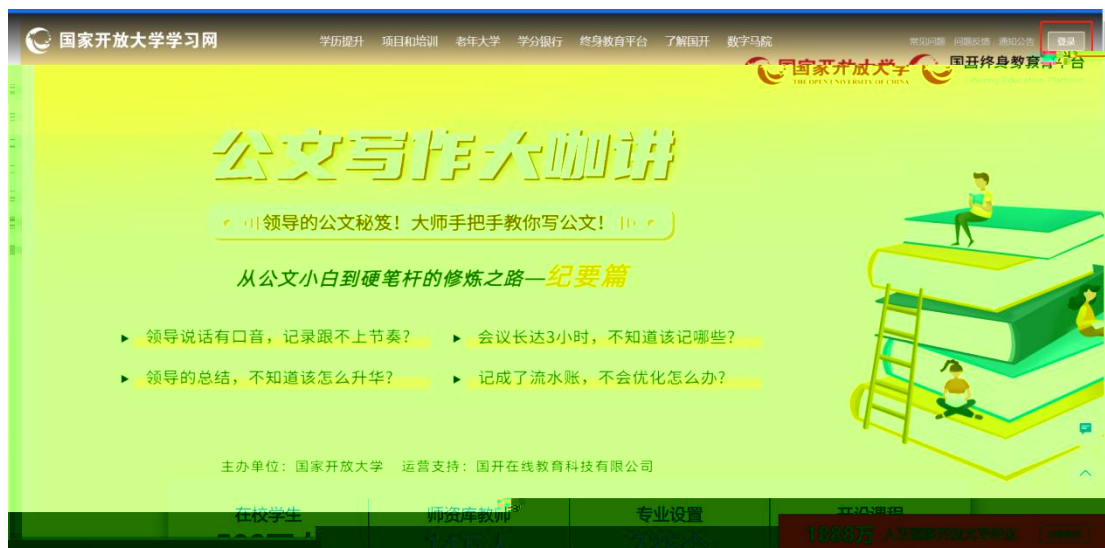 国家开放大学学习网
学历提升 项目和培训 老年大学 学分银行 终身教育平台 了解国开 数字马院
常见问题 问题反馈 通知公告 登录
国家开放大学 国开终身教育平台
THE OPEN UNIVERSITY OF CHINA
公文写作大咖讲
领导的公文秘笈！大师手把手教你写公文！
从公文小白到硬笔杆的修炼之路—纪要篇
领导说话有口音，记录跟不上节奏？ 会议长达3小时，不知道该记哪些？
领导的总结，不知道该怎么升华？ 记成了流水账，不会优化怎么办？
主办单位：国家开放大学 运营支持：国开在线教育科技有限公司
在校学生 师资库教师 专业设置 开设课程